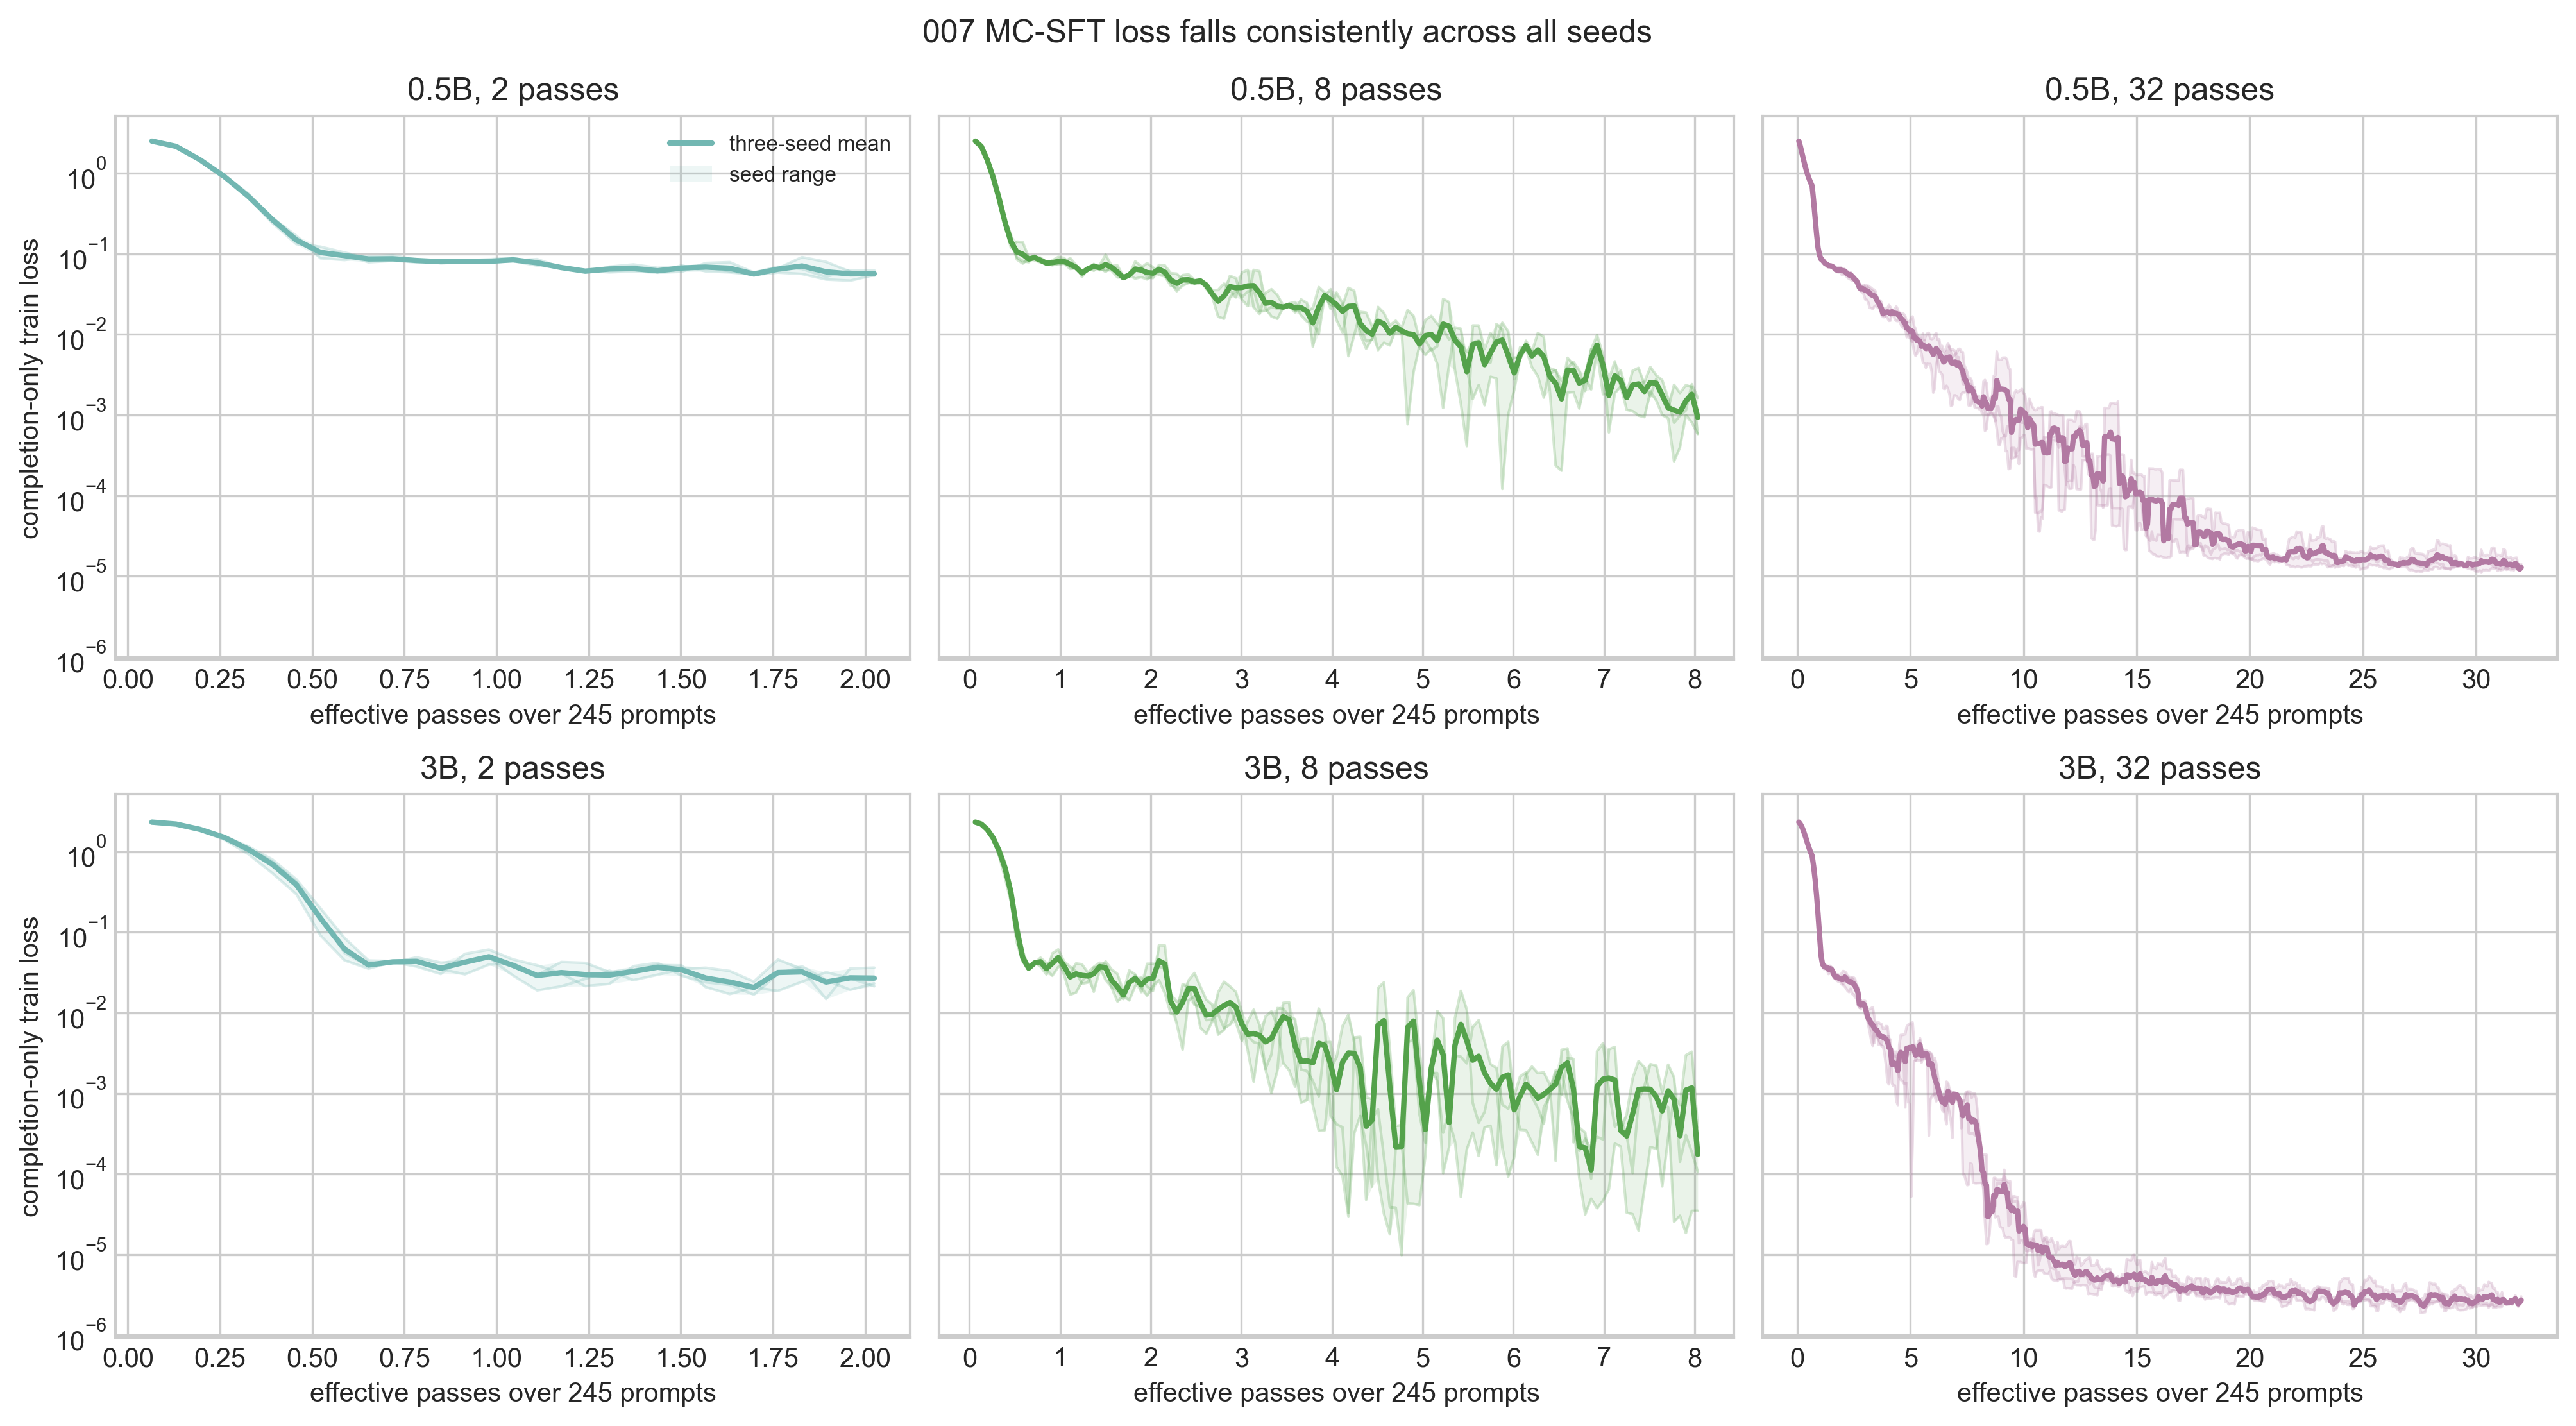 007 MC-SFT loss falls consistently across all seeds
0.5B, 2 passes
three-seed mean
seed range
completion-only train loss
10⁰
10⁻¹
10⁻²
10⁻³
10⁻⁴
10⁻⁵
10⁻⁶
0.00 0.25 0.50 0.75 1.00 1.25 1.50 1.75 2.00
effective passes over 245 prompts
0.5B, 8 passes
0 1 2 3 4 5 6 7 8
effective passes over 245 prompts
0.5B, 32 passes
0 5 10 15 20 25 30
effective passes over 245 prompts
3B, 2 passes
completion-only train loss
10⁰
10⁻¹
10⁻²
10⁻³
10⁻⁴
10⁻⁵
10⁻⁶
0.00 0.25 0.50 0.75 1.00 1.25 1.50 1.75 2.00
effective passes over 245 prompts
3B, 8 passes
0 1 2 3 4 5 6 7 8
effective passes over 245 prompts
3B, 32 passes
0 5 10 15 20 25 30
effective passes over 245 prompts